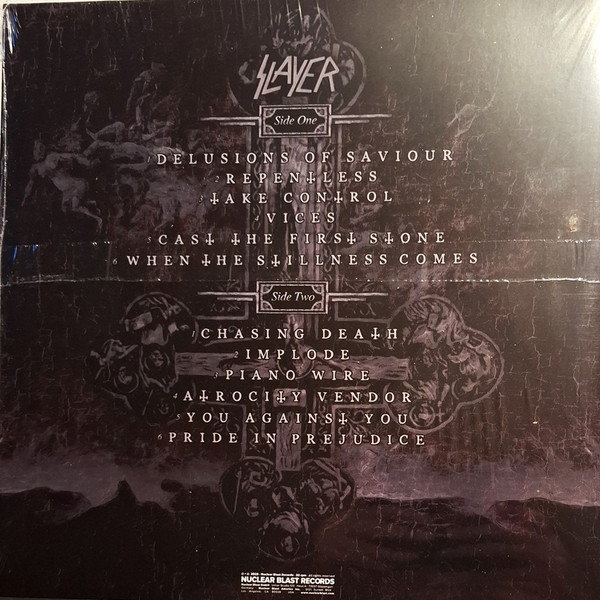 SLAYER
Side One
1 DELUSIONS OF SAVIOUR
2 REPENTLESS
3 TAKE CONTROL
4 VICES
5 CAST THE FIRST STONE
6 WHEN THE STILLNESS COMES
Side Two
1 CHASING DEATH
2 IMPLODE
3 PIANO WIRE
4 ATROCITY VENDOR
5 YOU AGAINST YOU
6 PRIDE IN PREJUDICE
NUCLEAR BLAST RECORDS